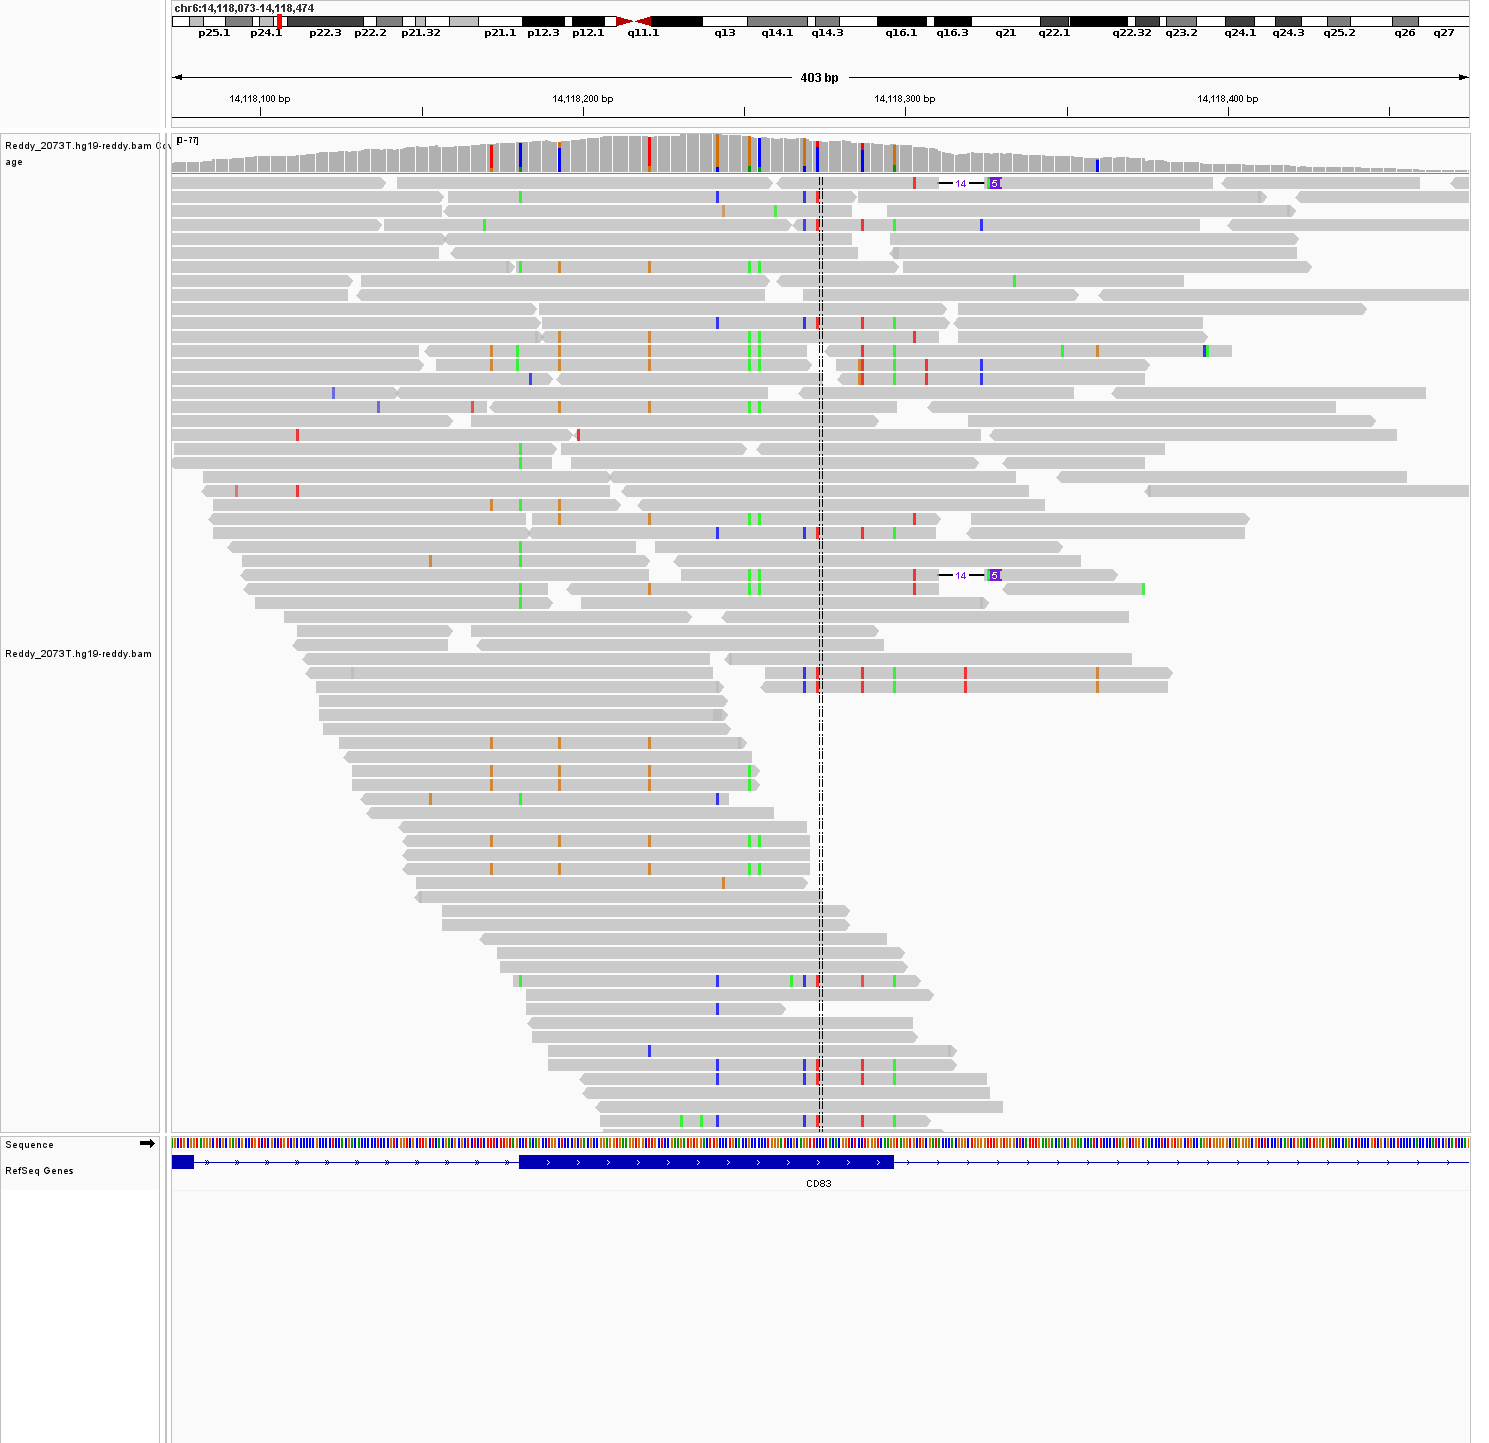 chr6:14,118,073-14,118,474
p25.1 p24.1 p22.3 p22.2 p21.32 p21.1 p12.3 p12.1 q11.1 q13 q14.1 q14.3 q16.1 q16.3 q21 q22.1 q22.32 q23.2 q24.1 q24.3 q25.2 q26 q27
403 bp
14,118,100 bp 14,118,200 bp 14,118,300 bp 14,118,400 bp
Reddy_2073T.hg19-reddy.bam Cov
age
[0 - 77]
14 5
14 5
Reddy_2073T.hg19-reddy.bam
Sequence
RefSeq Genes
CD83